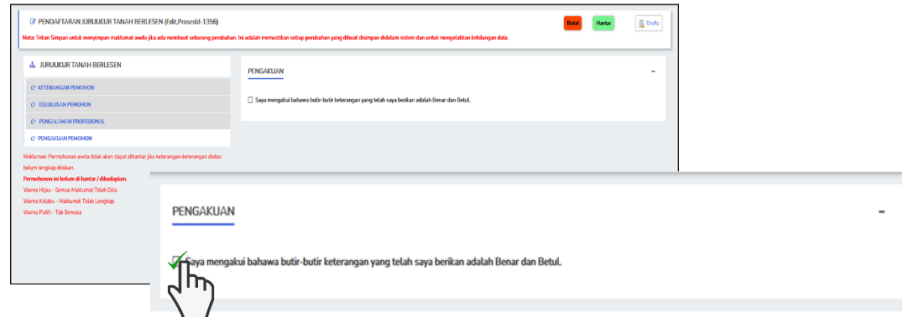 PENDAFTARAN JURUUKUR TANAH BERLESEN (Edit,ProsesId-1356)
Batal
Hantar
Drafts
Nota: Tekan Simpan untuk menyimpan maklumat awda jika ada membuat sebarang perubahan. Ini adalah memastikan setiap perubahan yang dibuat disimpan didalam sistem dan untuk mengelakkan kehilangan data.
JURUUKUR TANAH BERLESEN
KETERANGAN PEMOHON
KELULUSAN PEMOHON
PENGALAMAN PROFESIONAL
PENGAKUAN PEMOHON
PENGAKUAN
-
Saya mengakui bahawa butir-butir keterangan yang telah saya berikan adalah Benar dan Betul.
Makluman: Permohonan awda tidak akan dapat dihantar jika keterangan-keterangan diatas
belum lengkap diisikan.
Permohonan ini belum di hantar / dihadapkan.
Warna Hijau - Semua Maklumat Telah Diisi.
Warna Kelabu - Maklumat Tidak Lengkap.
Warna Putih - Tab Semasa
PENGAKUAN
-
Saya mengakui bahawa butir-butir keterangan yang telah saya berikan adalah Benar dan Betul.